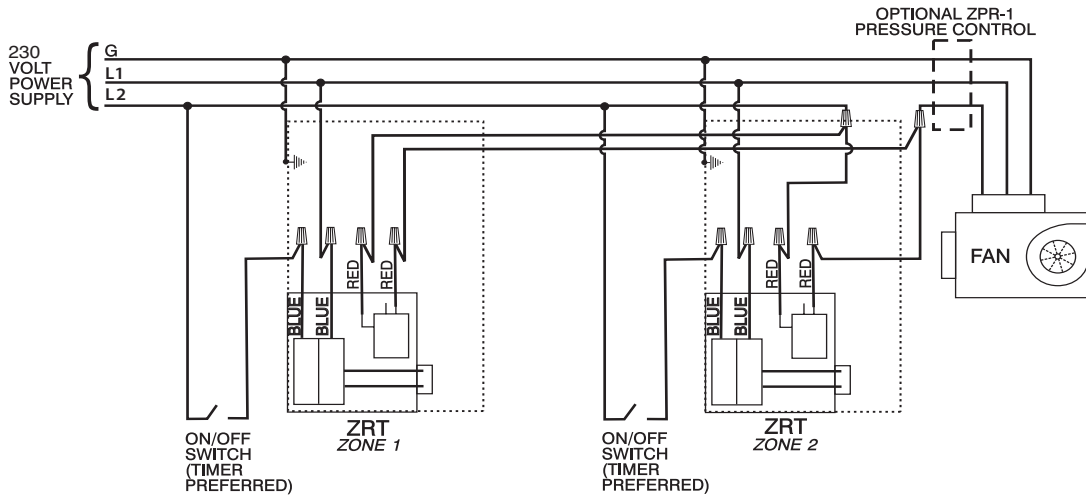 OPTIONAL ZPR-1
PRESSURE CONTROL
230
VOLT
POWER
SUPPLY
G
L1
L2
RED
RED
BLUE
BLUE
RED
RED
BLUE
BLUE
FAN
ZRT
ZONE 1
ZRT
ZONE 2
ON/OFF
SWITCH
(TIMER
PREFERRED)
ON/OFF
SWITCH
(TIMER
PREFERRED)